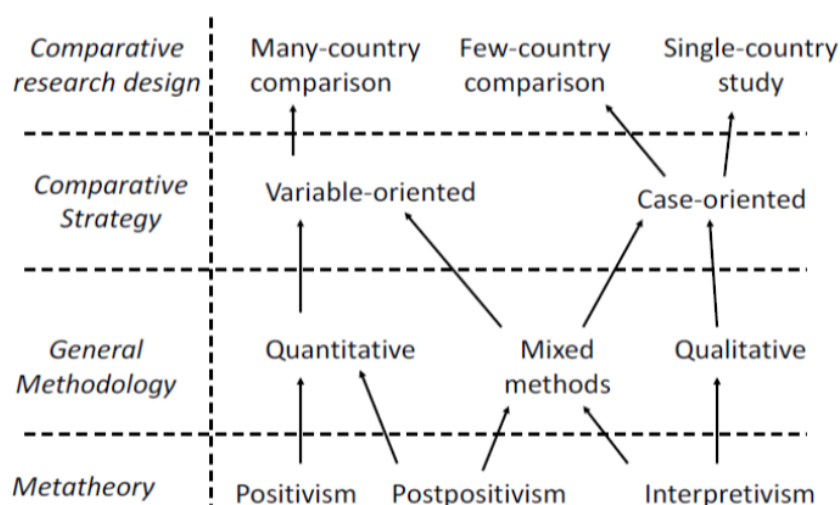 Comparative
research design
Many-country
comparison
Few-country
comparison
Single-country
study
Comparative
Strategy
Variable-oriented
Case-oriented
General
Methodology
Quantitative
Mixed
methods
Qualitative
Metatheory
Positivism
Postpositivism
Interpretivism